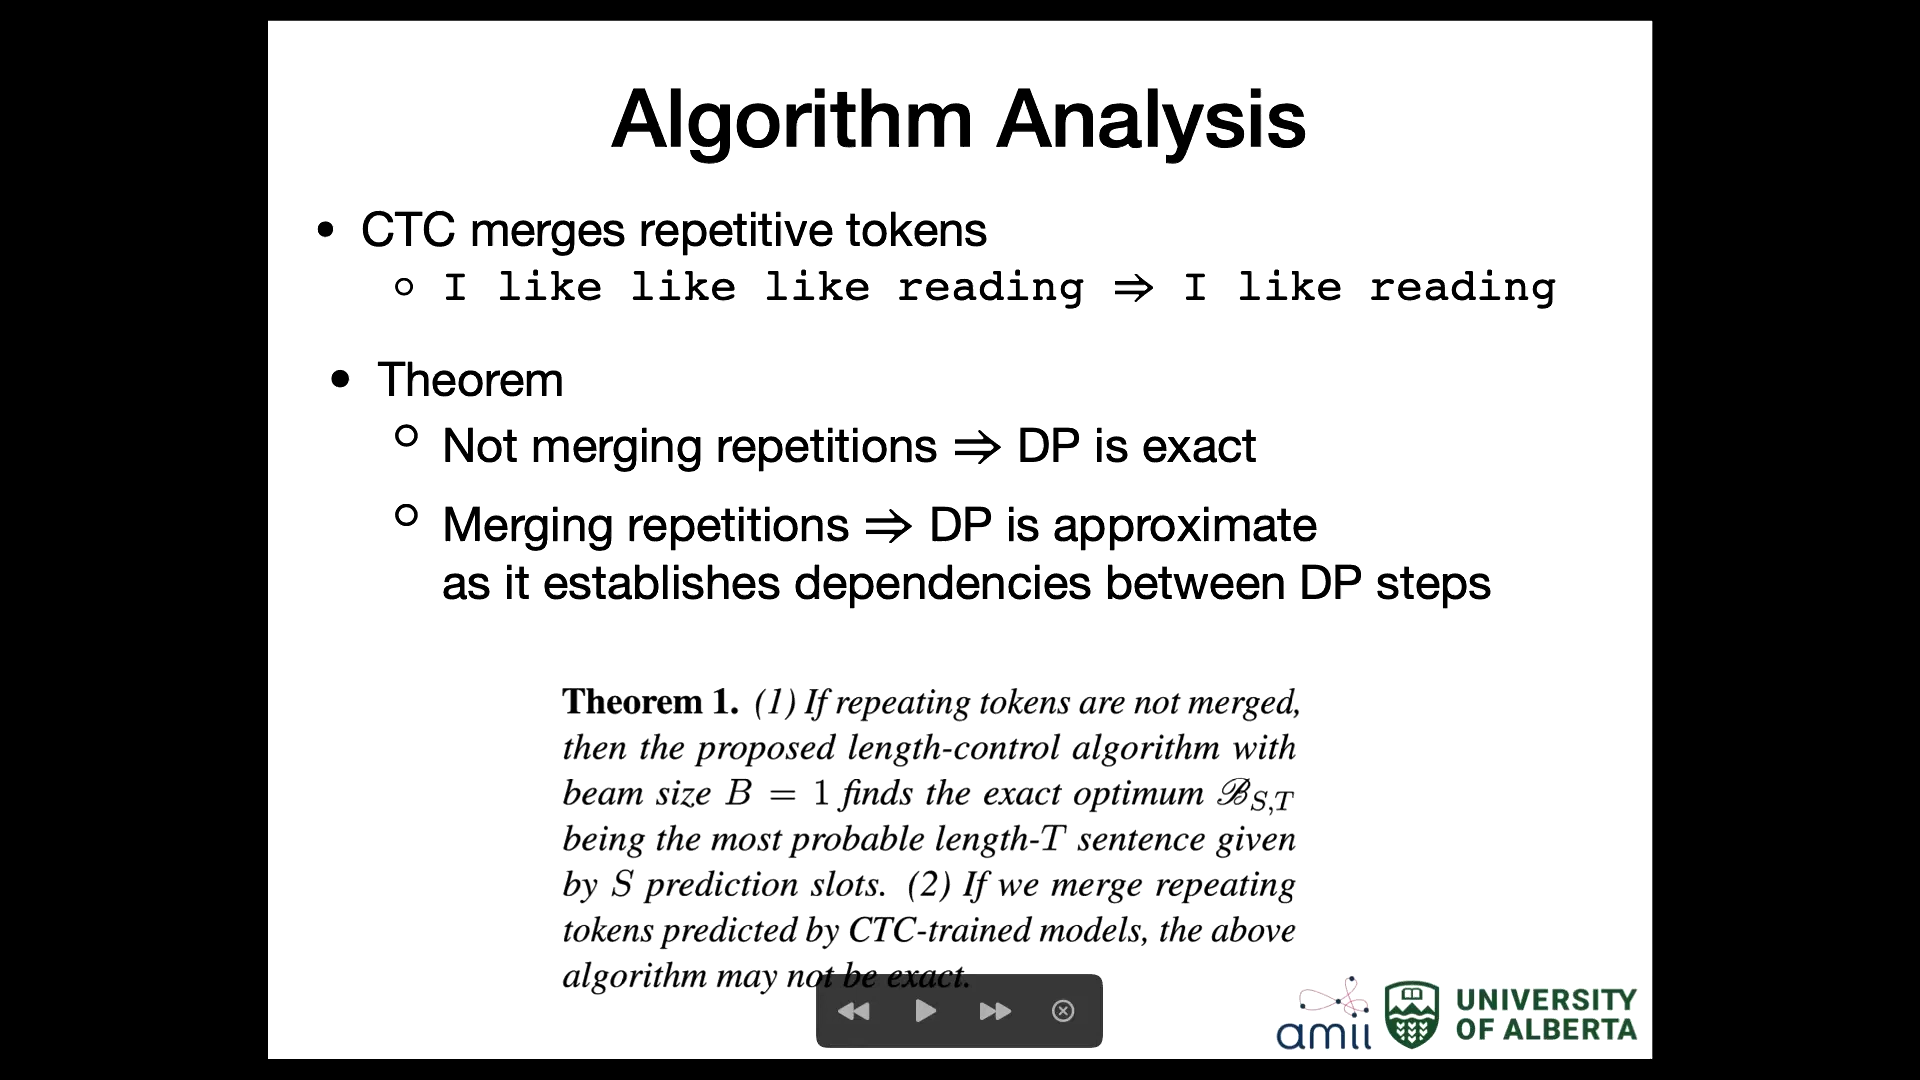 Algorithm Analysis
• CTC merges repetitive tokens
○ I like like like reading ⇒ I like reading
• Theorem
○ Not merging repetitions ⇒ DP is exact
○ Merging repetitions ⇒ DP is approximate
as it establishes dependencies between DP steps
Theorem 1. (1) If repeating tokens are not merged,
then the proposed length-control algorithm with
beam size B = 1 finds the exact optimum ℬS,T
being the most probable length-T sentence given
by S prediction slots. (2) If we merge repeating
tokens predicted by CTC-trained models, the above
algorithm may not be exact.
amii
UNIVERSITY
OF ALBERTA